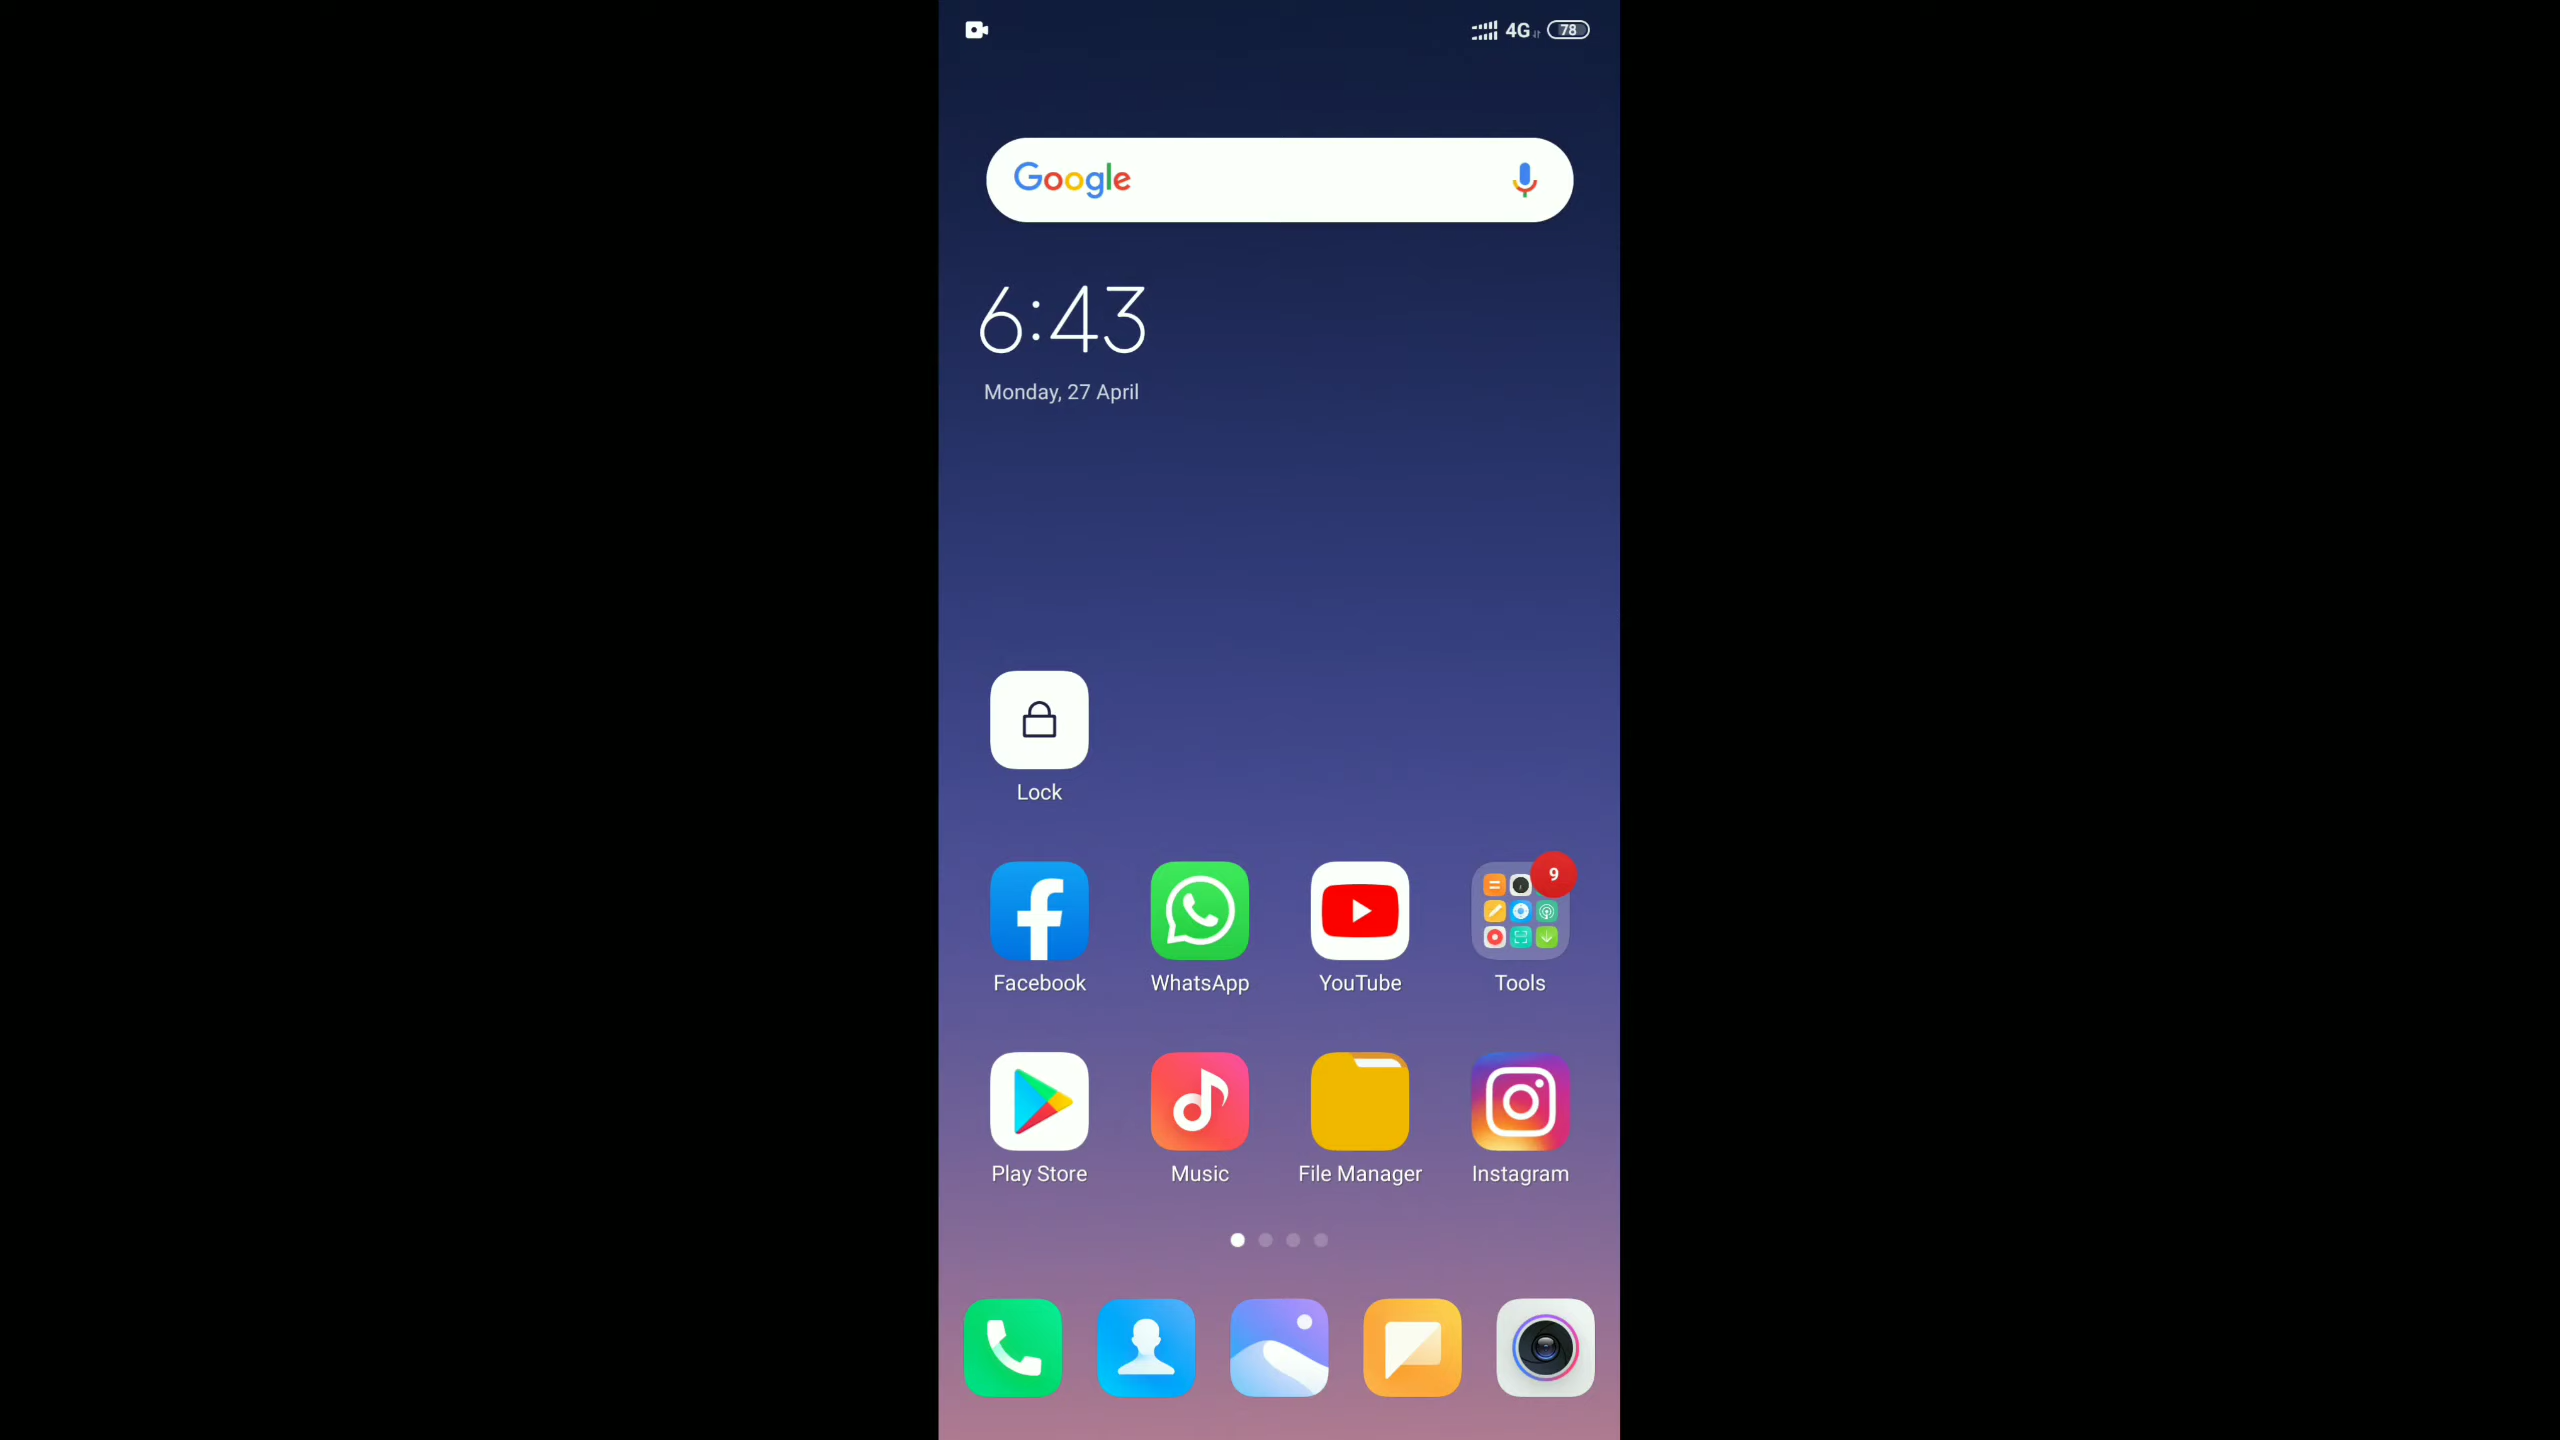 4G 78
Google
6:43
Monday, 27 April
Lock
9
Facebook WhatsApp YouTube Tools
Play Store Music File Manager Instagram